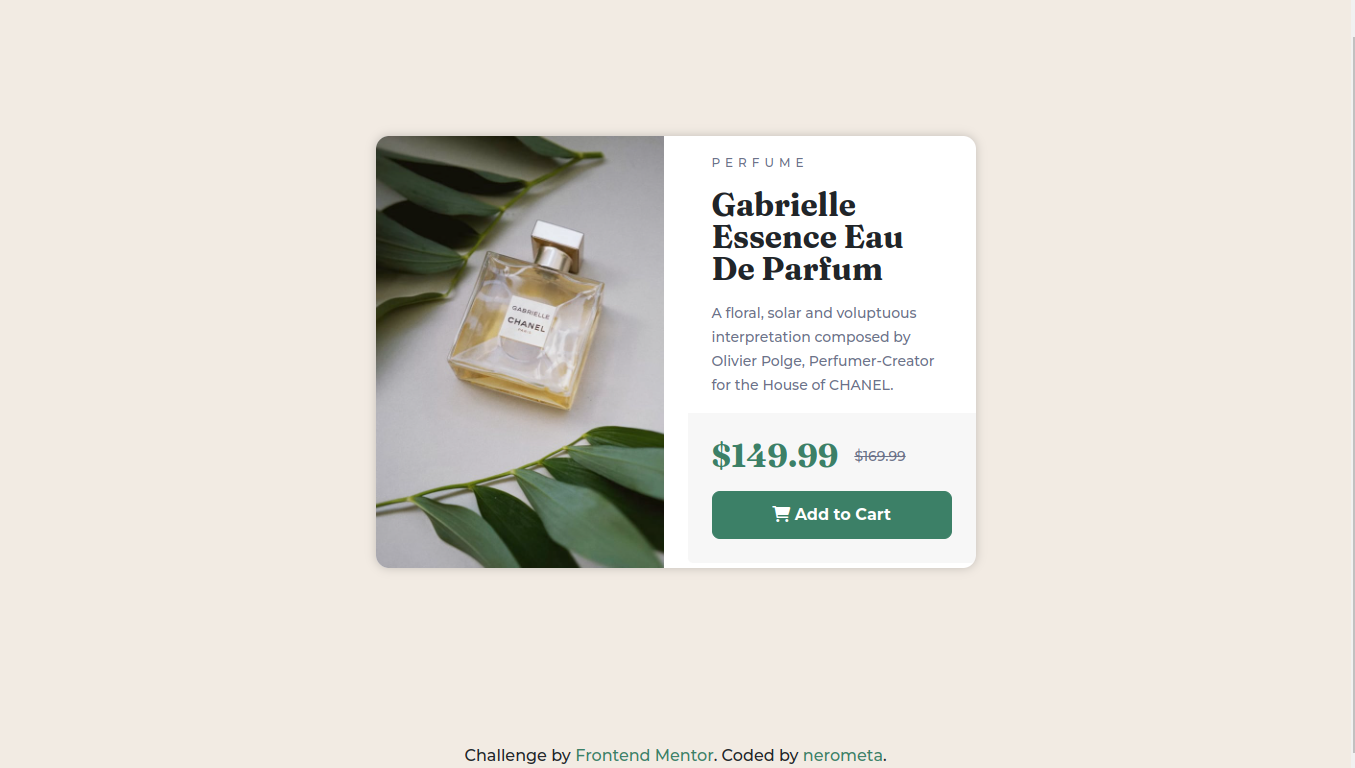 PERFUME
Gabrielle
Essence Eau
De Parfum
A floral, solar and voluptuous
interpretation composed by
Olivier Polge, Perfumer-Creator
for the House of CHANEL.
GABRIELLE
CHANEL
PARIS
$149.99 $169.99
Add to Cart
Challenge by Frontend Mentor. Coded by nerometa.